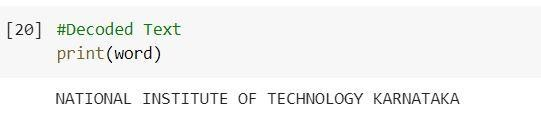 [20] #Decoded Text
print(word)
NATIONAL INSTITUTE OF TECHNOLOGY KARNATAKA